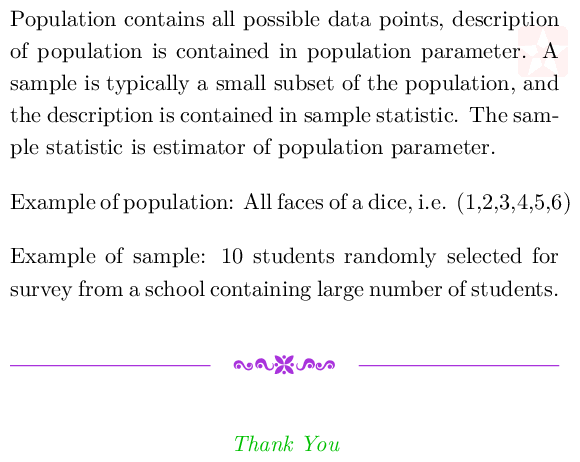 Population contains all possible data points, description
of population is contained in population parameter. A
sample is typically a small subset of the population, and
the description is contained in sample statistic. The sam-
ple statistic is estimator of population parameter.
Example of population: All faces of a dice, i.e. (1,2,3,4,5,6)
Example of sample: 10 students randomly selected for
survey from a school containing large number of students.
Thank You